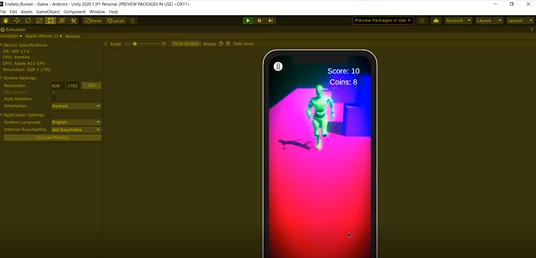 Endless_Runner - Game - Android - Unity 2020.1.3f1 Personal [PREVIEW PACKAGES IN USE] <DX11>
File Edit Assets GameObject Component Tools Window Help
Pivot Local Preview Packages in Use Account Layers Layout
Simulator
Simulator Apple iPhone 11 Reload Scale Fit to Screen Rotate Safe Area
Device Specifications
OS: iOS 13.0
CPU: arm64e
GPU: Apple A13 GPU
Resolution: 828 x 1792
Screen Settings
Resolution 828 1792 Set
Full Screen
Auto Rotation
Orientation Portrait
Application Settings
System Language English
Internet Reachability Not Reachable
On Low Memory
Score: 10
Coins: 8